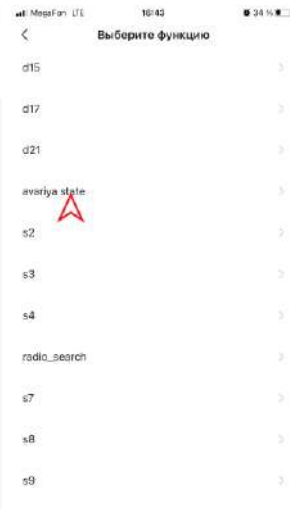 MegaFon LTE 16:43 34 %
Выберите функцию
d15
d17
d21
avariya state
s2
s3
s4
radio_search
s7
s8
s9